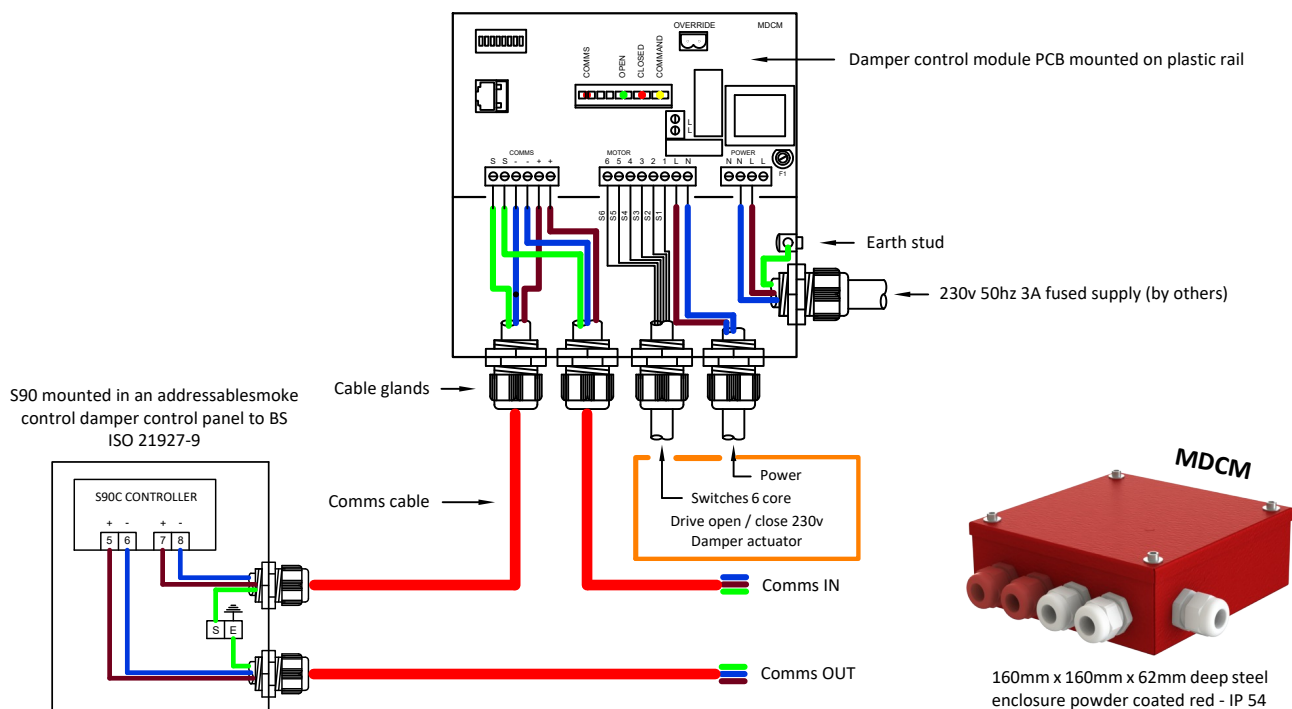 OVERRIDE
MDCM
COMMS
OPEN
CLOSED
COMMAND
Damper control module PCB mounted on plastic rail
L
L
COMMS
S S - - + +
MOTOR
6 5 4 3 2 1 L N
POWER
N N L L
F1
S6
S5
S4
S3
S2
S1
Earth stud
230v 50hz 3A fused supply (by others)
Cable glands
S90 mounted in an addressablesmoke
control damper control panel to BS
ISO 21927-9
S90C CONTROLLER
+ - + -
5 6 7 8
S E
Comms cable
Power
Switches 6 core
Drive open / close 230v
Damper actuator
Comms IN
Comms OUT
MDCM
160mm x 160mm x 62mm deep steel
enclosure powder coated red - IP 54